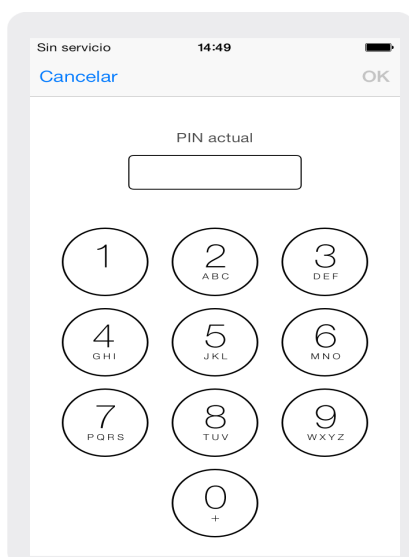 Sin servicio 14:49
Cancelar OK
PIN actual
1 2 3
ABC DEF
4 5 6
GHI JKL MNO
7 8 9
PQRS TUV WXYZ
0
+